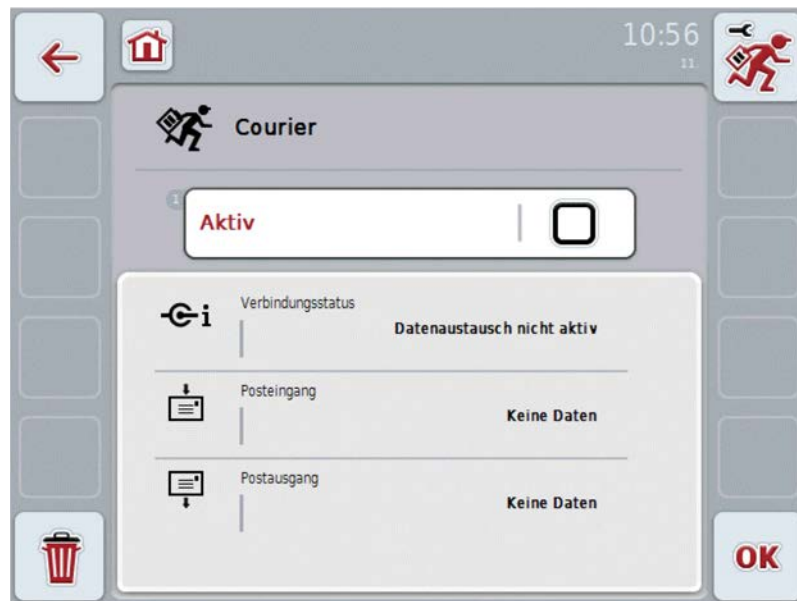 10:56
11.
Courier
1
Aktiv
Verbindungsstatus
Datenaustausch nicht aktiv
Posteingang
Keine Daten
Postausgang
Keine Daten
OK